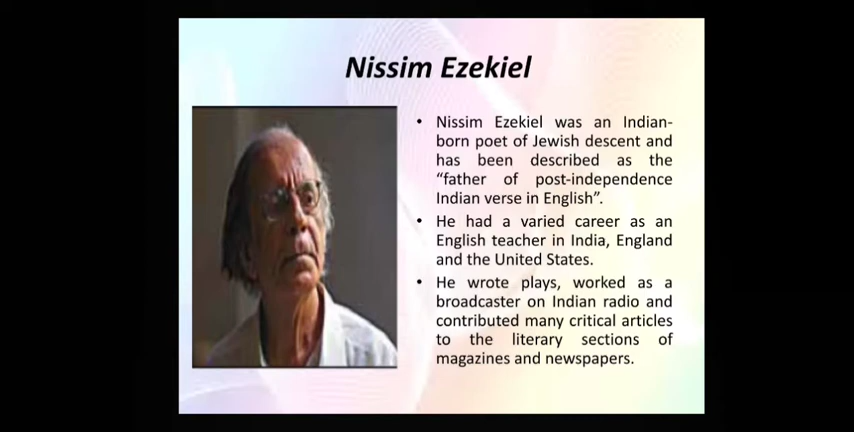 Nissim Ezekiel
• Nissim Ezekiel was an Indian-
born poet of Jewish descent and
has been described as the
“father of post-independence
Indian verse in English”.
• He had a varied career as an
English teacher in India, England
and the United States.
• He wrote plays, worked as a
broadcaster on Indian radio and
contributed many critical articles
to the literary sections of
magazines and newspapers.